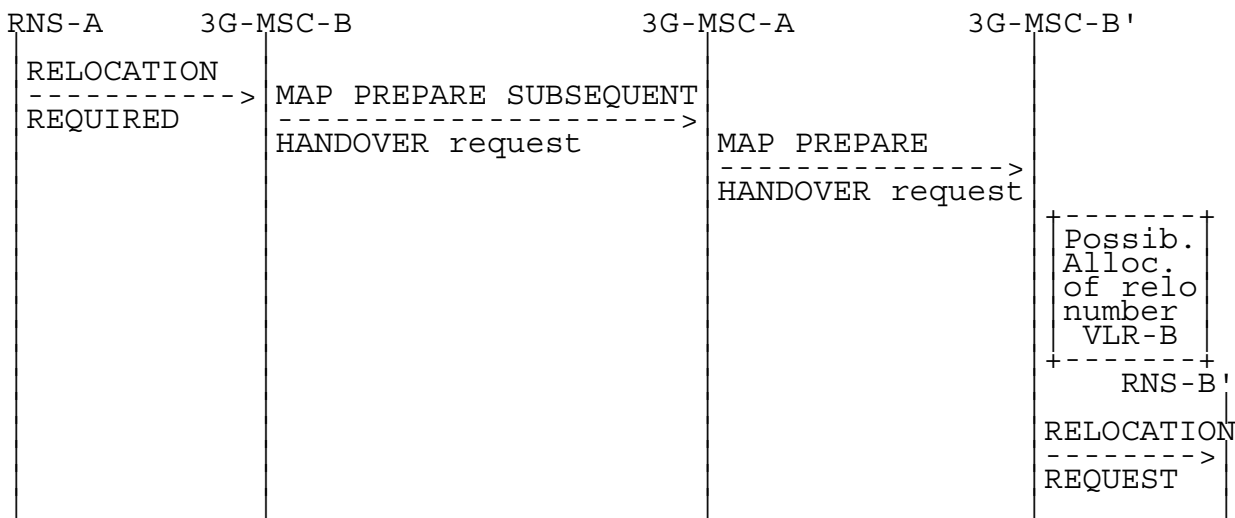 RNS-A 3G-MSC-B 3G-MSC-A 3G-MSC-B'
RELOCATION
----------->
REQUIRED
MAP PREPARE SUBSEQUENT
--------------------->
HANDOVER request
MAP PREPARE
--------------->
HANDOVER request
+-------+
Possib.
Alloc.
of relo
number
VLR-B
+-------+
RNS-B'
RELOCATION
-------->
REQUEST